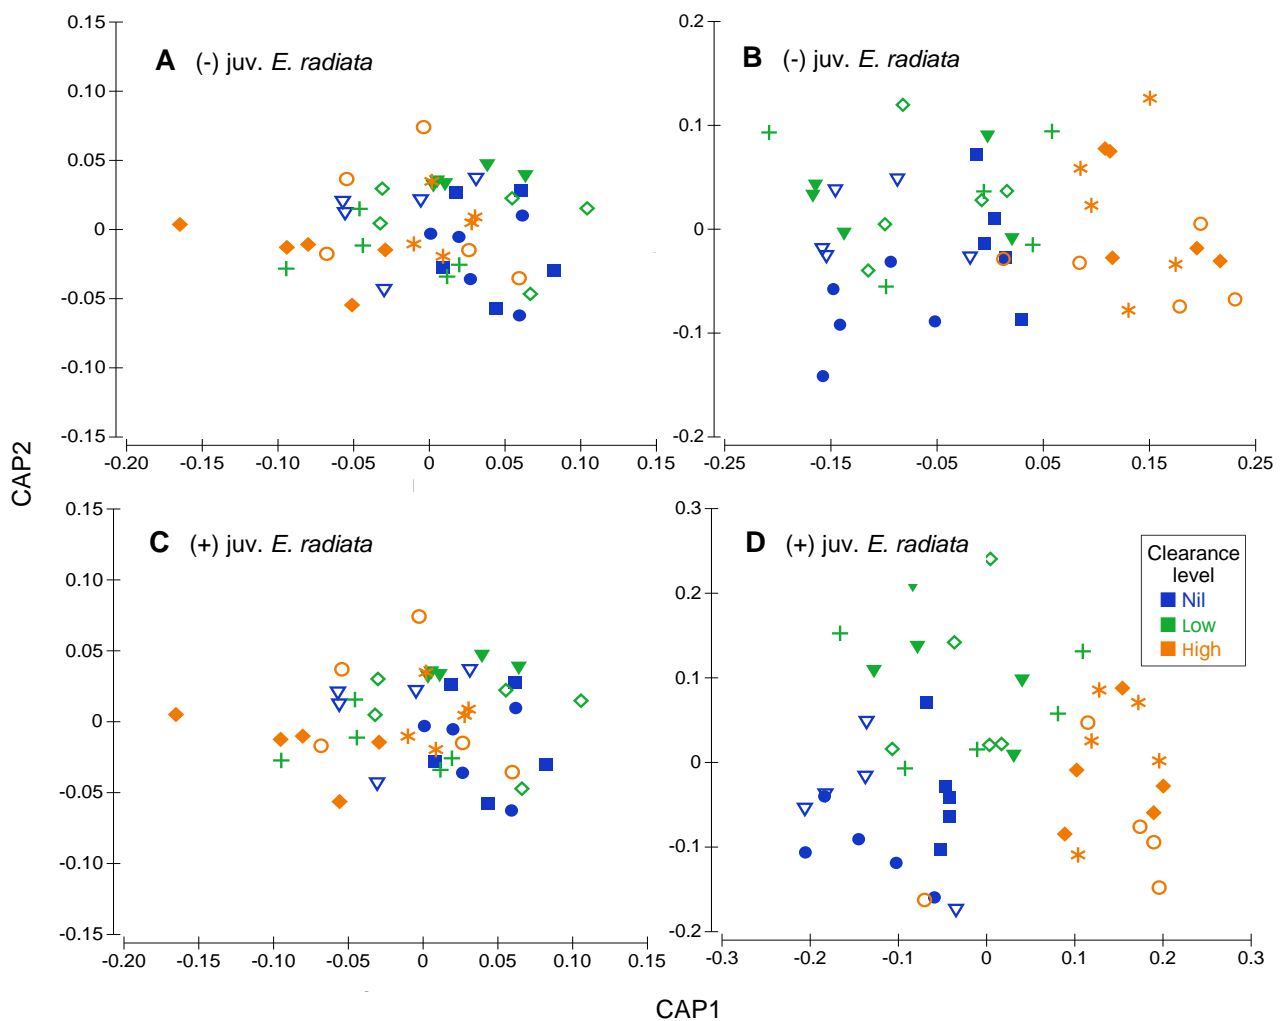 A (-) juv. E. radiata
0.15
0.10
0.05
0
-0.05
-0.10
-0.15
-0.20 -0.15 -0.10 -0.05 0 0.05 0.10 0.15
B (-) juv. E. radiata
0.2
0.1
0
-0.1
-0.2
-0.25 -0.15 -0.05 0.05 0.15 0.25
CAP2
C (+) juv. E. radiata
0.15
0.10
0.05
0
-0.05
-0.10
-0.15
-0.20 -0.15 -0.10 -0.05 0 0.05 0.10 0.15
D (+) juv. E. radiata
0.3
0.2
0.1
0
-0.1
-0.2
-0.3 -0.2 -0.1 0 0.1 0.2 0.3
Clearance
level
Nil
Low
High
CAP1